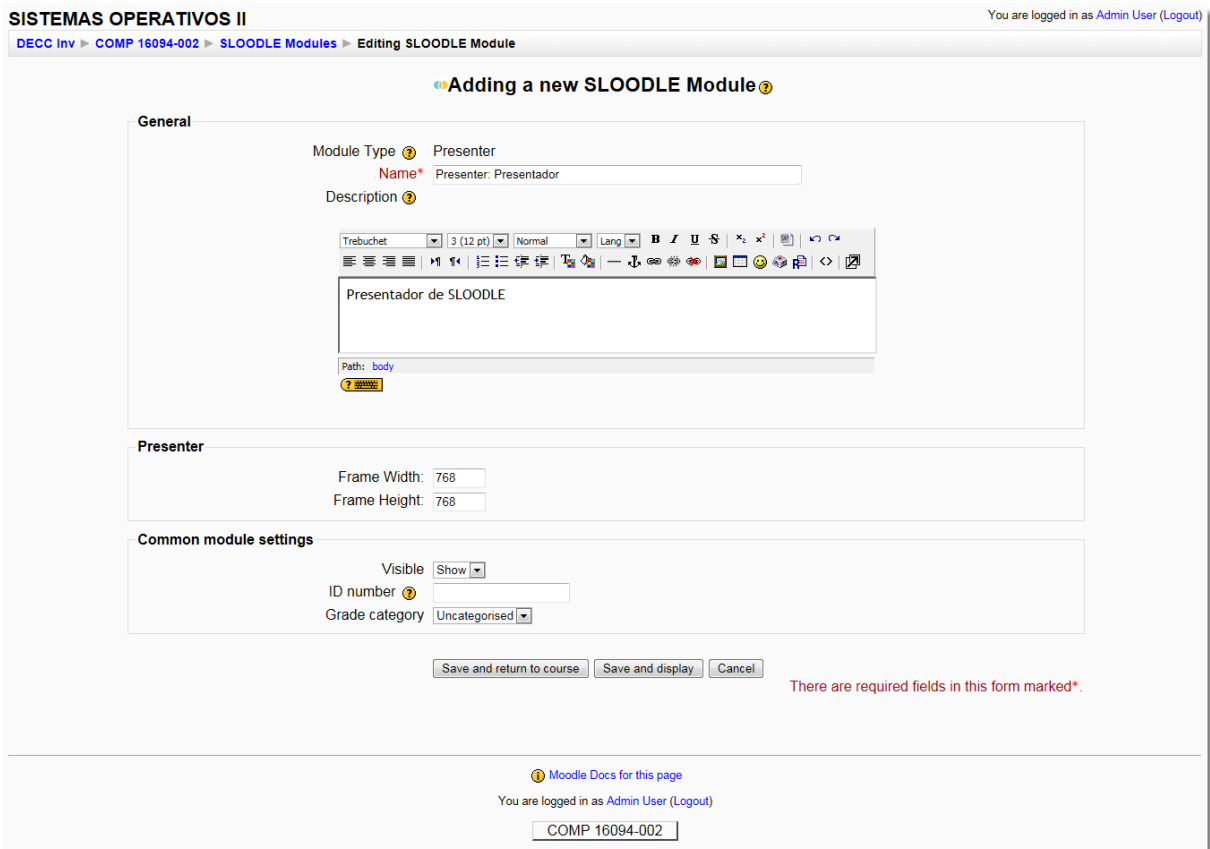 SISTEMAS OPERATIVOS II
You are logged in as Admin User (Logout)
DECC Inv ► COMP 16094-002 ► SLOODLE Modules ► Editing SLOODLE Module
Adding a new SLOODLE Module
General
Module Type Presenter
Name* Presenter: Presentador
Description
Trebuchet 3 (12 pt) Normal Lang B I U S x₂ x²
Presentador de SLOODLE
Path: body
Presenter
Frame Width: 768
Frame Height: 768
Common module settings
Visible Show
ID number
Grade category Uncategorised
Save and return to course Save and display Cancel
There are required fields in this form marked*.
Moodle Docs for this page
You are logged in as Admin User (Logout)
COMP 16094-002